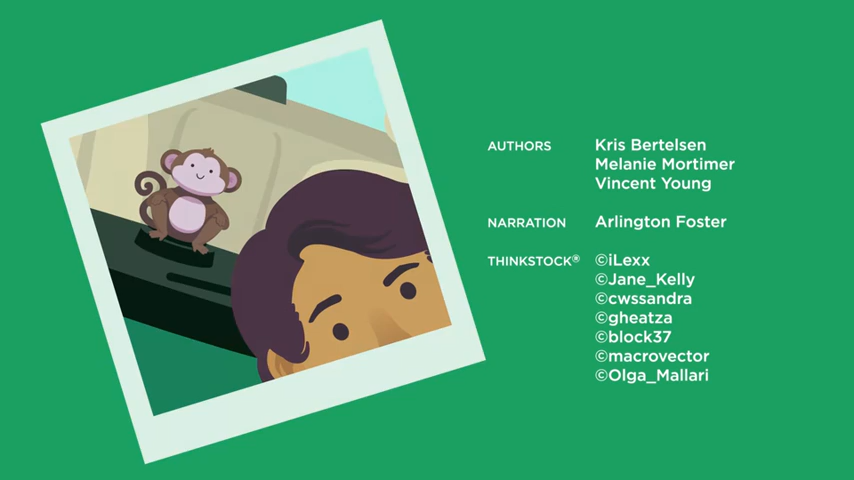 AUTHORS Kris Bertelsen
Melanie Mortimer
Vincent Young
NARRATION Arlington Foster
THINKSTOCK® ©iLexx
©Jane_Kelly
©cwssandra
©gheatza
©block37
©macrovector
©Olga_Mallari